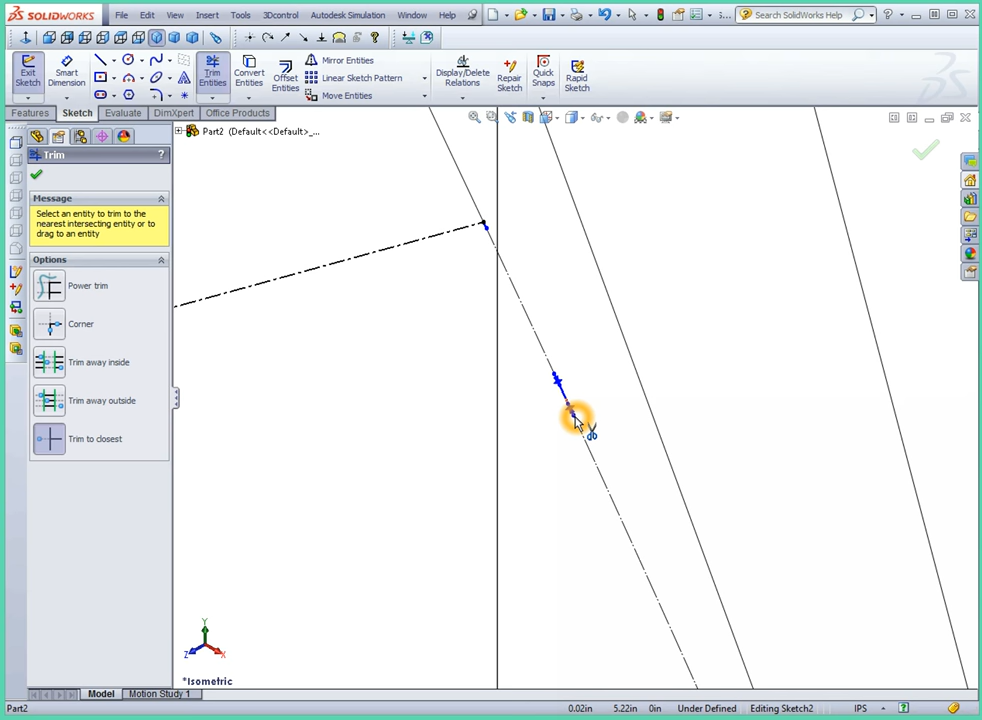 SOLIDWORKS File Edit View Insert Tools 3Dcontrol Autodesk Simulation Window Help Search SolidWorks Help
Exit Sketch
Smart Dimension
Trim Entities
Convert Entities
Offset Entities
Mirror Entities
Linear Sketch Pattern
Move Entities
Display/Delete Relations
Repair Sketch
Quick Snaps
Rapid Sketch
Features Sketch Evaluate DimXpert Office Products
Part2 (Default<<Default>_...
Trim ?
Message
Select an entity to trim to the
nearest intersecting entity or to
drag to an entity
Options
Power trim
Corner
Trim away inside
Trim away outside
Trim to closest
Y
Z X
*Isometric
Model Motion Study 1
Part2 0.02in 5.22in 0in Under Defined Editing Sketch2 IPS ?